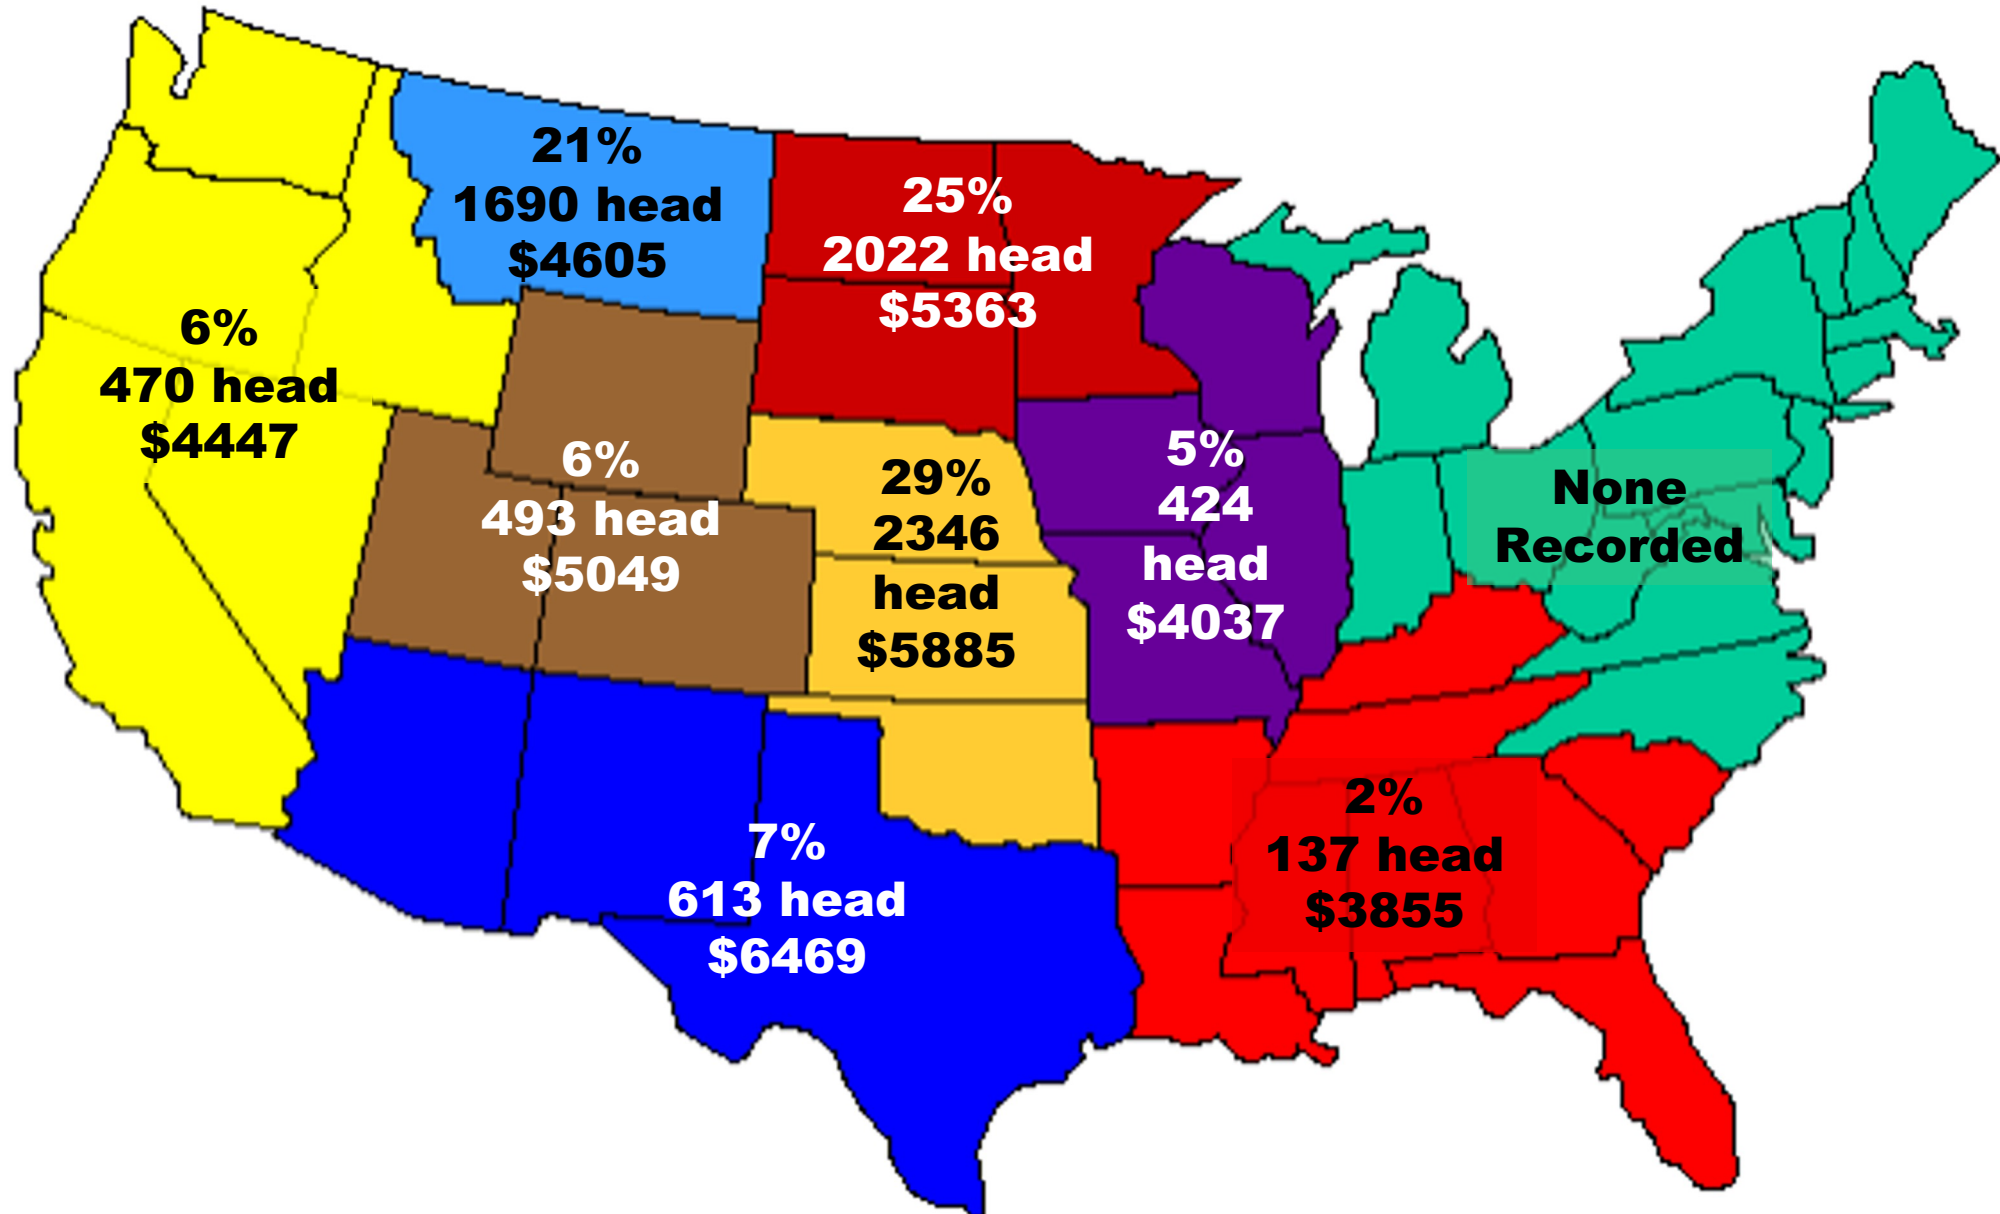 21%
1690 head
$4605
25%
2022 head
$5363
6%
470 head
$4447
6%
493 head
$5049
29%
2346
head
$5885
5%
424
head
$4037
None
Recorded
7%
613 head
$6469
2%
137 head
$3855